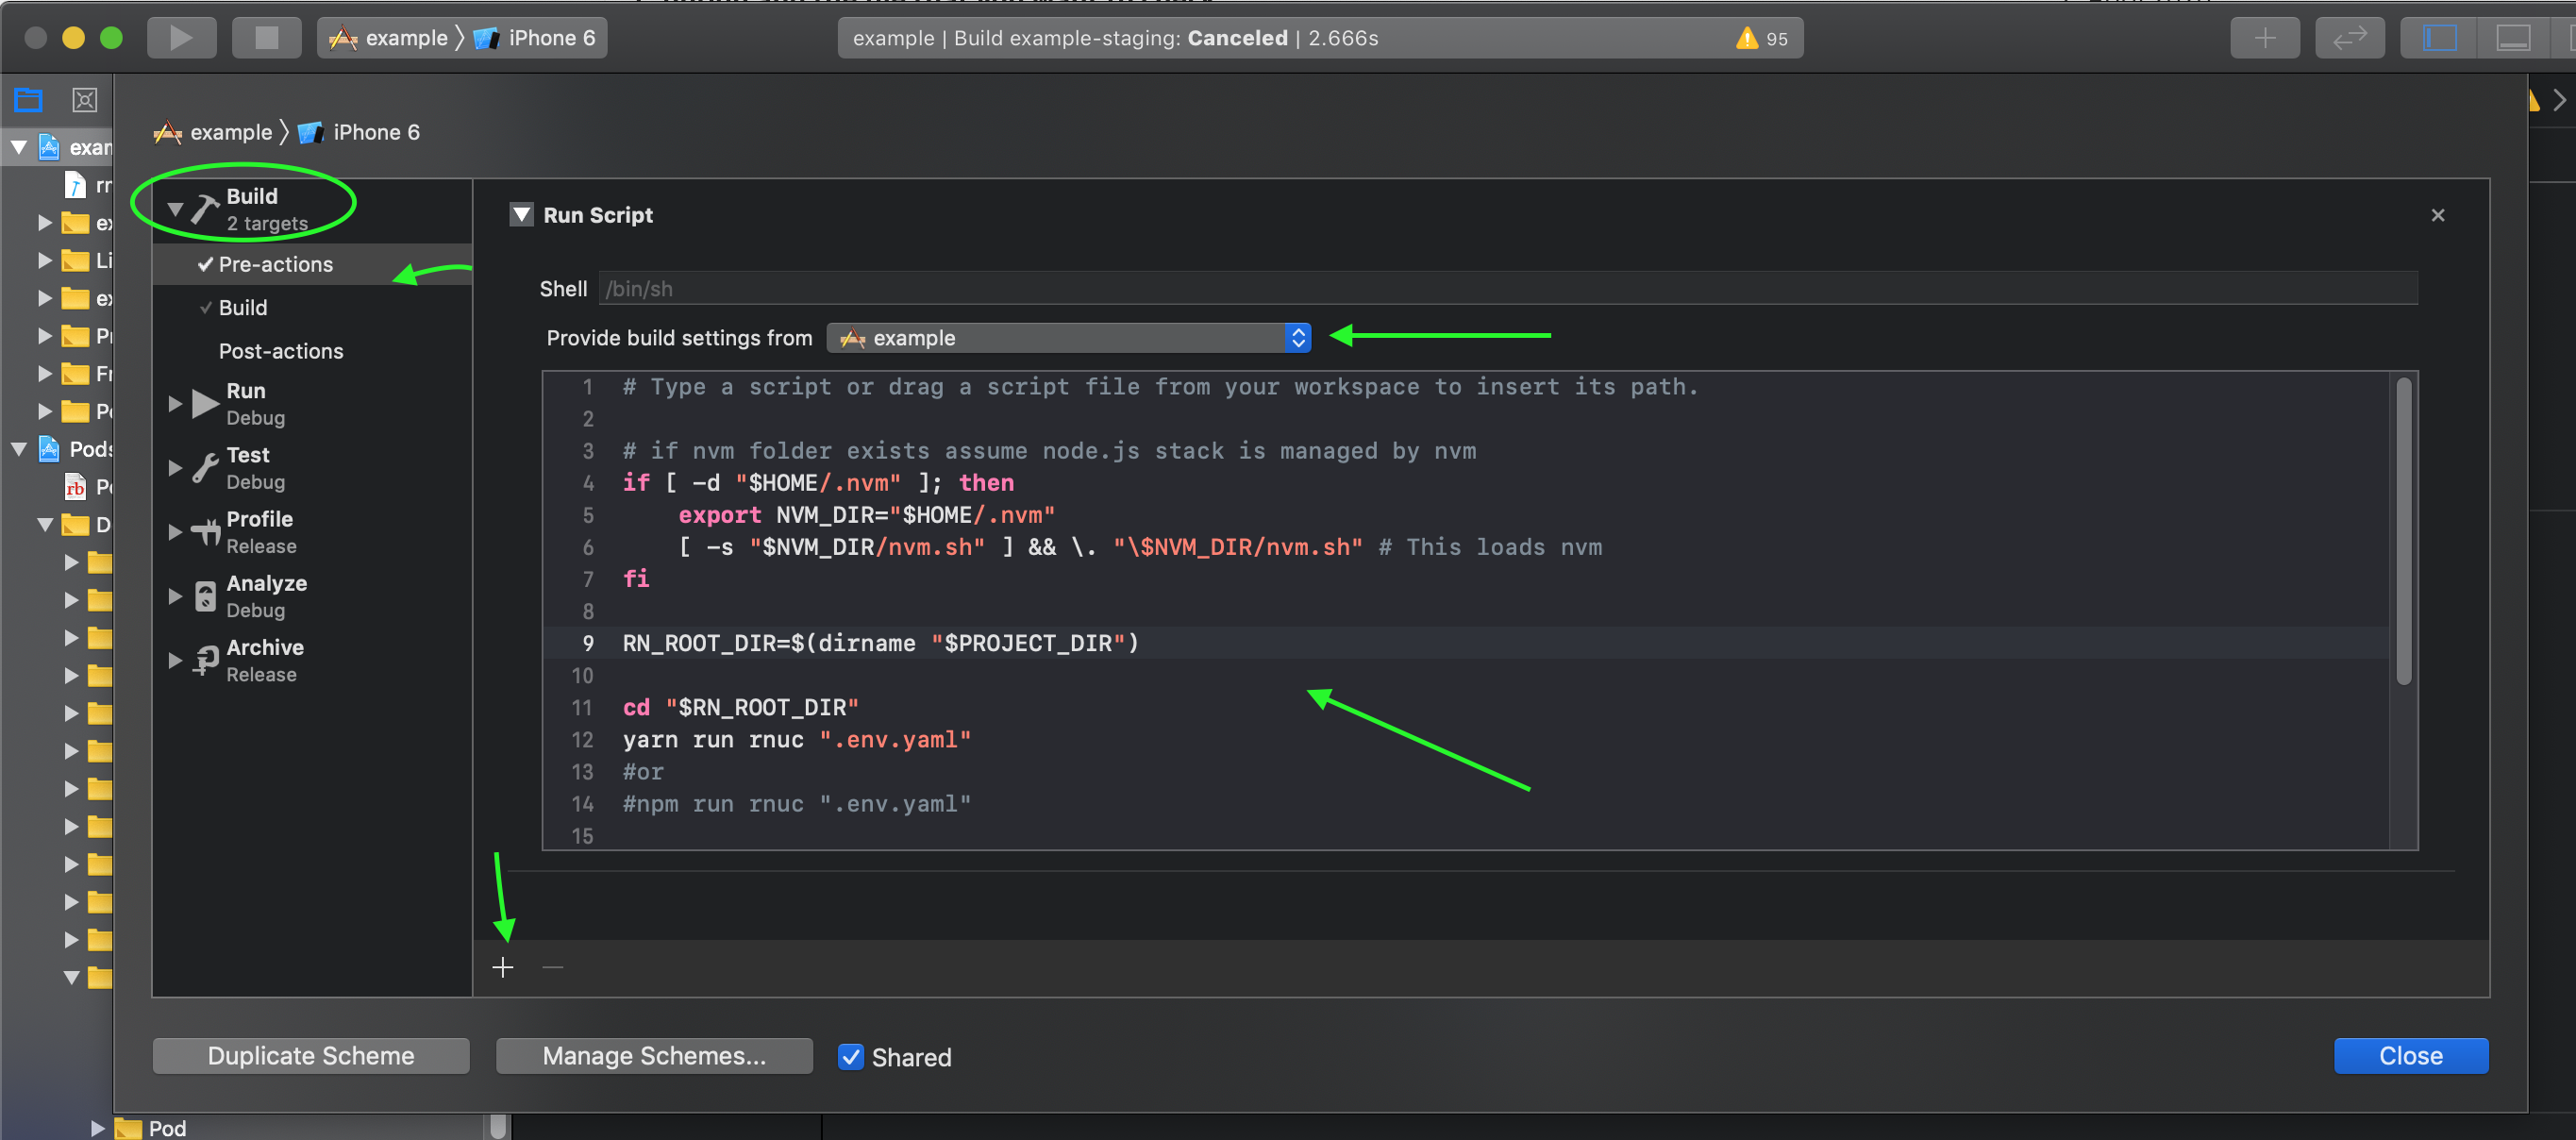 example 〉 iPhone 6
example | Build example-staging: Canceled | 2.666s
95
example 〉 iPhone 6
exam
rn
ex
Li
ex
Pr
Fr
Po
Pods
rb
Po
D
Pod
Build
2 targets
Pre-actions
Build
Post-actions
Run
Debug
Test
Debug
Profile
Release
Analyze
Debug
Archive
Release
Run Script
Shell /bin/sh
Provide build settings from example
1 # Type a script or drag a script file from your workspace to insert its path.
2
3 # if nvm folder exists assume node.js stack is managed by nvm
4 if [ -d "$HOME/.nvm" ]; then
5 export NVM_DIR="$HOME/.nvm"
6 [ -s "$NVM_DIR/nvm.sh" ] && \. "\$NVM_DIR/nvm.sh" # This loads nvm
7 fi
8
9 RN_ROOT_DIR=$(dirname "$PROJECT_DIR")
10
11 cd "$RN_ROOT_DIR"
12 yarn run rnuc ".env.yaml"
13 #or
14 #npm run rnuc ".env.yaml"
15
Duplicate Scheme
Manage Schemes...
Shared
Close